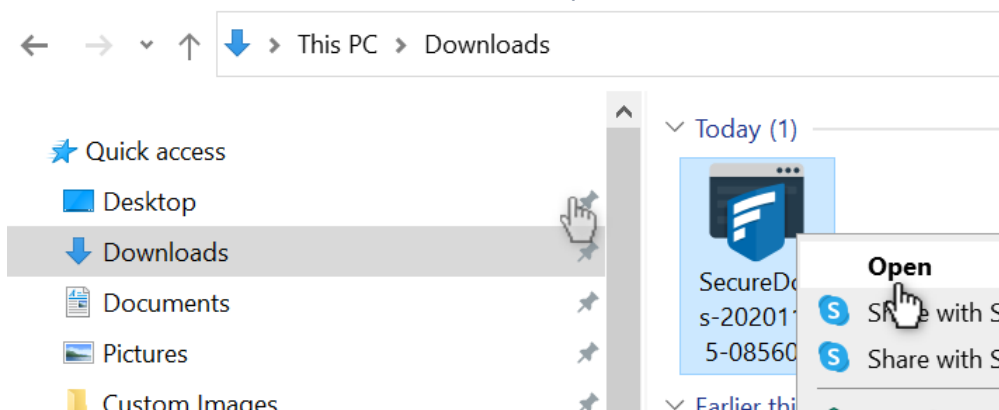 This PC > Downloads
Today (1)
Quick access
Desktop
Downloads
Documents
Pictures
Custom Images
SecureDo
s-202011
5-08560
Open
Share with S
Share with S
Earlier thi